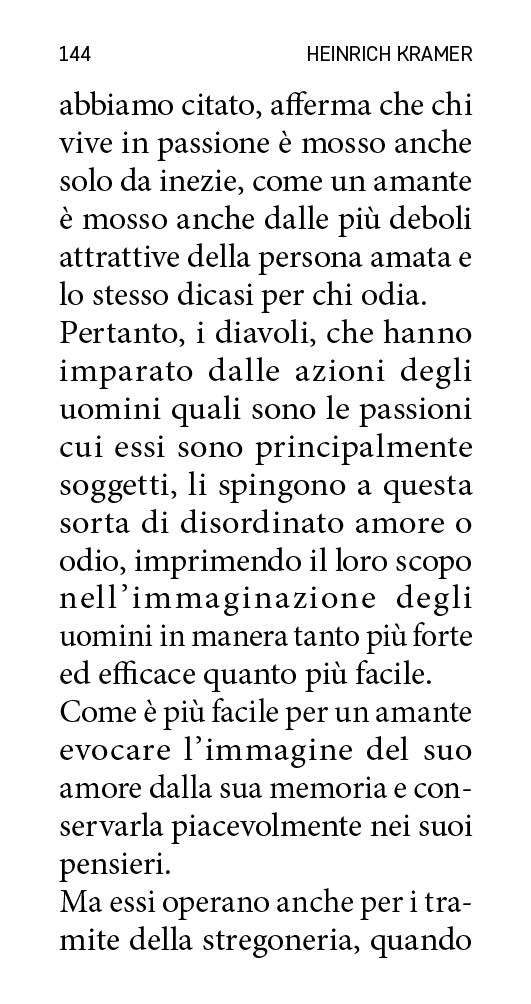 144 HEINRICH KRAMER
abbiamo citato, afferma che chi
vive in passione è mosso anche
solo da inezie, come un amante
è mosso anche dalle più deboli
attrattive della persona amata e
lo stesso dicasi per chi odia.
Pertanto, i diavoli, che hanno
imparato dalle azioni degli
uomini quali sono le passioni
cui essi sono principalmente
soggetti, li spingono a questa
sorta di disordinato amore o
odio, imprimendo il loro scopo
nell’immaginazione degli
uomini in manera tanto più forte
ed efficace quanto più facile.
Come è più facile per un amante
evocare l’immagine del suo
amore dalla sua memoria e con-
servarla piacevolmente nei suoi
pensieri.
Ma essi operano anche per i tra-
mite della stregoneria, quando